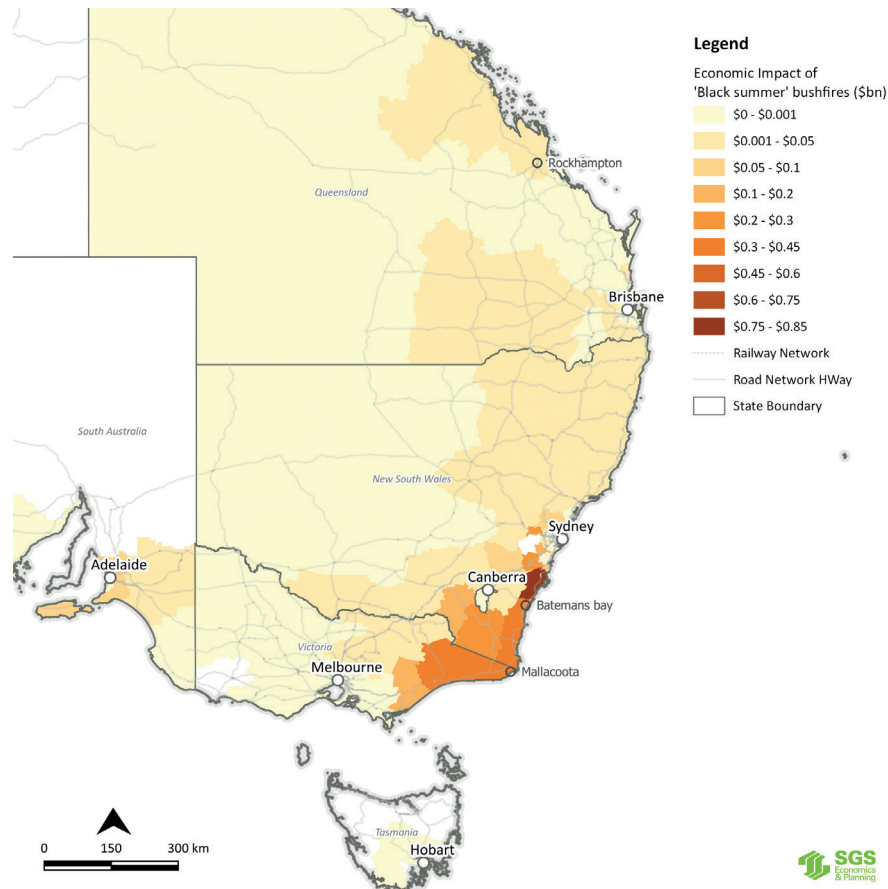 Legend
Economic Impact of
'Black summer' bushfires ($bn)
$0 - $0.001
$0.001 - $0.05
$0.05 - $0.1
$0.1 - $0.2
$0.2 - $0.3
$0.3 - $0.45
$0.45 - $0.6
$0.6 - $0.75
$0.75 - $0.85
Railway Network
Road Network HWay
State Boundary
Rockhampton
Queensland
Brisbane
South Australia
New South Wales
Sydney
Adelaide
Canberra
Batemans bay
Victoria
Melbourne
Mallacoota
Tasmania
Hobart
0 150 300 km
SGS
Economics
& Planning